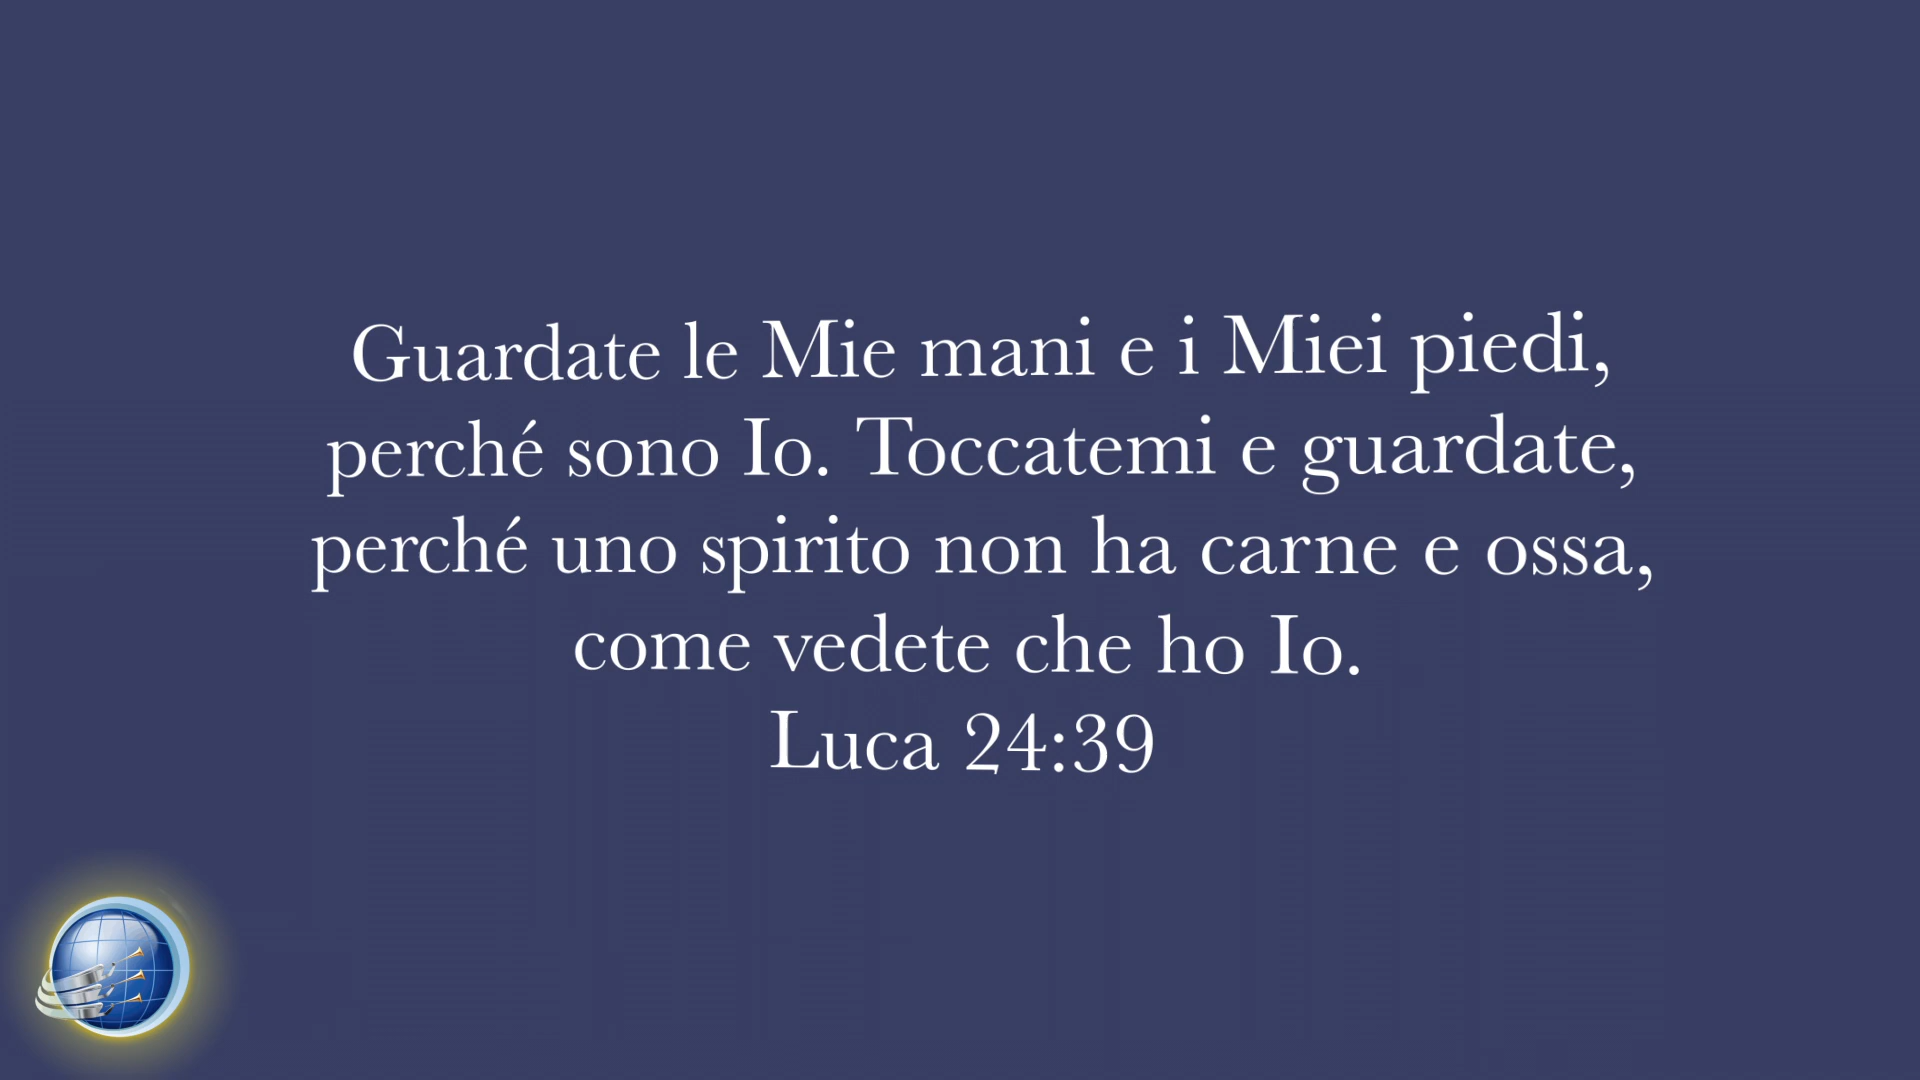 Guardate le Mie mani e i Miei piedi,
perché sono Io. Toccatemi e guardate,
perché uno spirito non ha carne e ossa,
come vedete che ho Io.
Luca 24:39